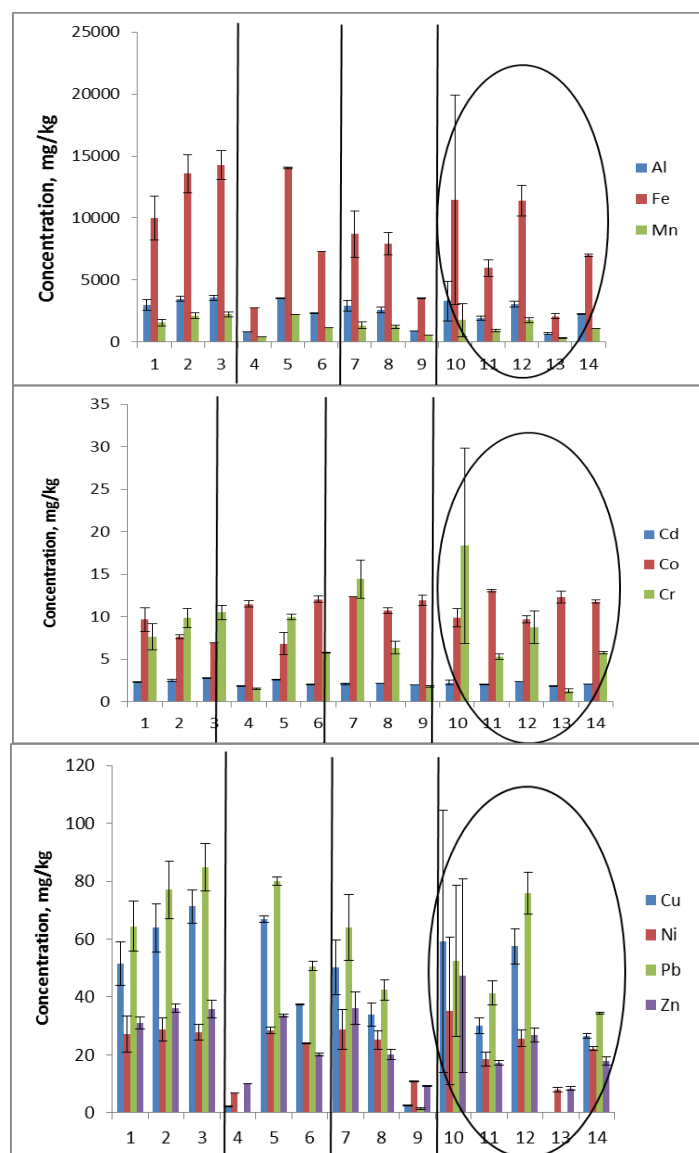 25000
20000
15000
10000
5000
0
Concentration, mg/kg
1 2 3 4 5 6 7 8 9 10 11 12 13 14
Al
Fe
Mn
35
30
25
20
15
10
5
0
Concentration, mg/kg
1 2 3 4 5 6 7 8 9 10 11 12 13 14
Cd
Co
Cr
120
100
80
60
40
20
0
Concentration, mg/kg
1 2 3 4 5 6 7 8 9 10 11 12 13 14
Cu
Ni
Pb
Zn